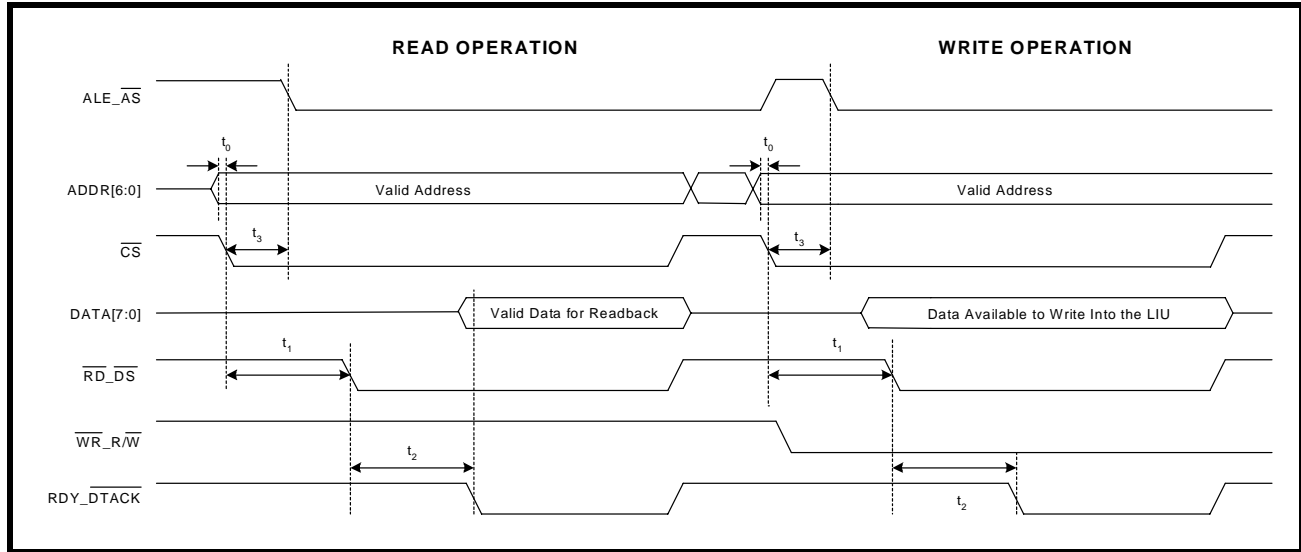 READ OPERATION
WRITE OPERATION
ALE_AS
t0
t0
ADDR[6:0]
Valid Address
Valid Address
t3
t3
CS
DATA[7:0]
Valid Data for Readback
Data Available to Write Into the LIU
t1
t1
RD_DS
WR_R/W
t2
RDY_DTACK
t2